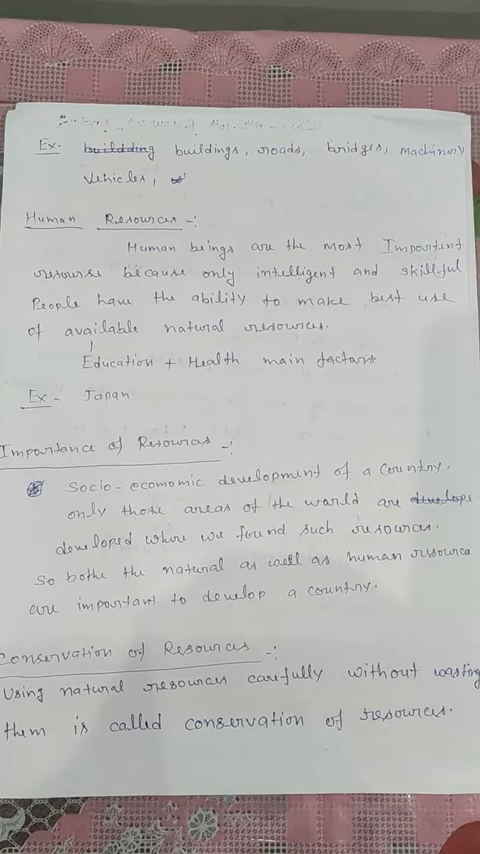 Ex. buildding buildings, roads, bridges, Machinory
Vehicles,
Human Resources -:
Human beings are the most Important
resourse because only intelligent and skillful
People have the ability to make best use
of available natural resources.
Education + Health main factors
Ex - Japan
Importance of Resources -:
Socio-economic development of a Country.
only those areas of the world are develope
developed where we found such resources.
So bothe the natural as well as human resource
are important to develop a country.
Conservation of Resources -:
Using natural resources carefully without wasting
them is called conservation of resources.